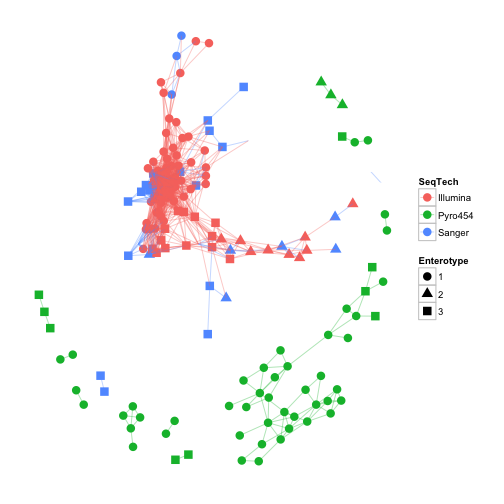 SeqTech
Illumina
Pyro454
Sanger
Enterotype
1
2
3